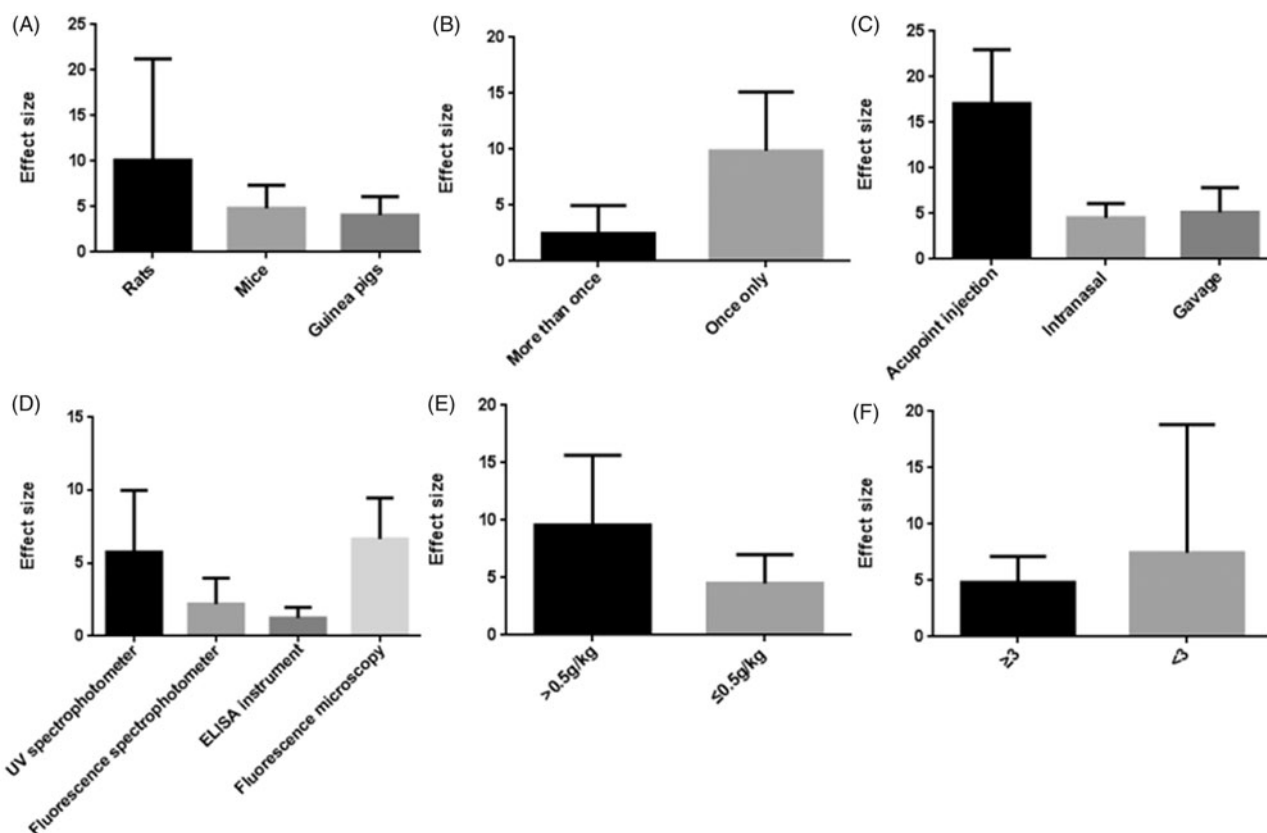 (A)
Effect size
25
20
15
10
5
0
Rats
Mice
Guinea pigs
(B)
Effect size
20
15
10
5
0
More than once
Once only
(C)
Effect size
25
20
15
10
5
0
Acupoint injection
Intranasal
Gavage
(D)
Effect size
15
10
5
0
UV spectrophotometer
Fluorescence spectrophotometer
ELISA instrument
Fluorescence microscopy
(E)
Effect size
20
15
10
5
0
>0.5g/kg
≤0.5g/kg
(F)
Effect size
20
15
10
5
0
≥3
<3